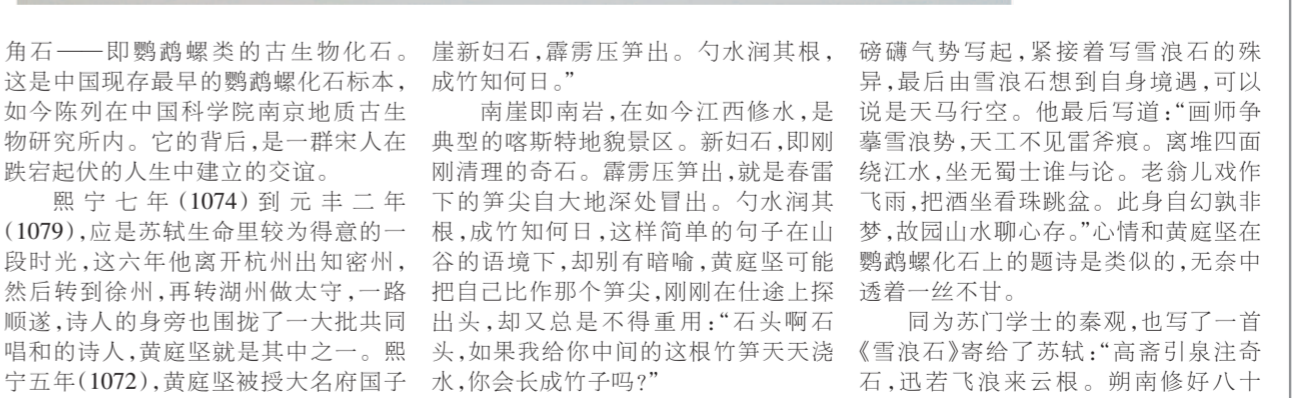 角石——即鹦鹉螺类的古生物化石。
这是中国现存最早的鹦鹉螺化石标本，
如今陈列在中国科学院南京地质古生
物研究所内。它的背后，是一群宋人在
跌宕起伏的人生中建立的交谊。
熙宁七年(1074)到元丰二年
(1079)，应是苏轼生命里较为得意的一
段时光，这六年他离开杭州出知密州，
然后转到徐州，再转湖州做太守，一路
顺遂，诗人的身旁也围拢了一大批共同
唱和的诗人，黄庭坚就是其中之一。熙
宁五年(1072)，黄庭坚被授大名府国子
崖新妇石，霹雳压笋出。勺水润其根，
成竹知何日。”
南崖即南岩，在如今江西修水，是
典型的喀斯特地貌景区。新妇石，即刚
刚清理的奇石。霹雳压笋出，就是春雷
下的笋尖自大地深处冒出。勺水润其
根，成竹知何日，这样简单的句子在山
谷的语境下，却别有暗喻，黄庭坚可能
把自己比作那个笋尖，刚刚在仕途上探
出头，却又总是不得重用：“石头啊石
头，如果我给你中间的这根竹笋天天浇
水，你会长成竹子吗？”
磅礴气势写起，紧接着写雪浪石的殊
异，最后由雪浪石想到自身境遇，可以
说是天马行空。他最后写道：“画师争
摹雪浪势，天工不见雷斧痕。离堆四面
绕江水，坐无蜀士谁与论。老翁儿戏作
飞雨，把酒坐看珠跳盆。此身自幻孰非
梦，故园山水聊心存。”心情和黄庭坚在
鹦鹉螺化石上的题诗是类似的，无奈中
透着一丝不甘。
同为苏门学士的秦观，也写了一首
《雪浪石》寄给了苏轼：“高斋引泉注奇
石，迅若飞浪来云根。朔南修好八十